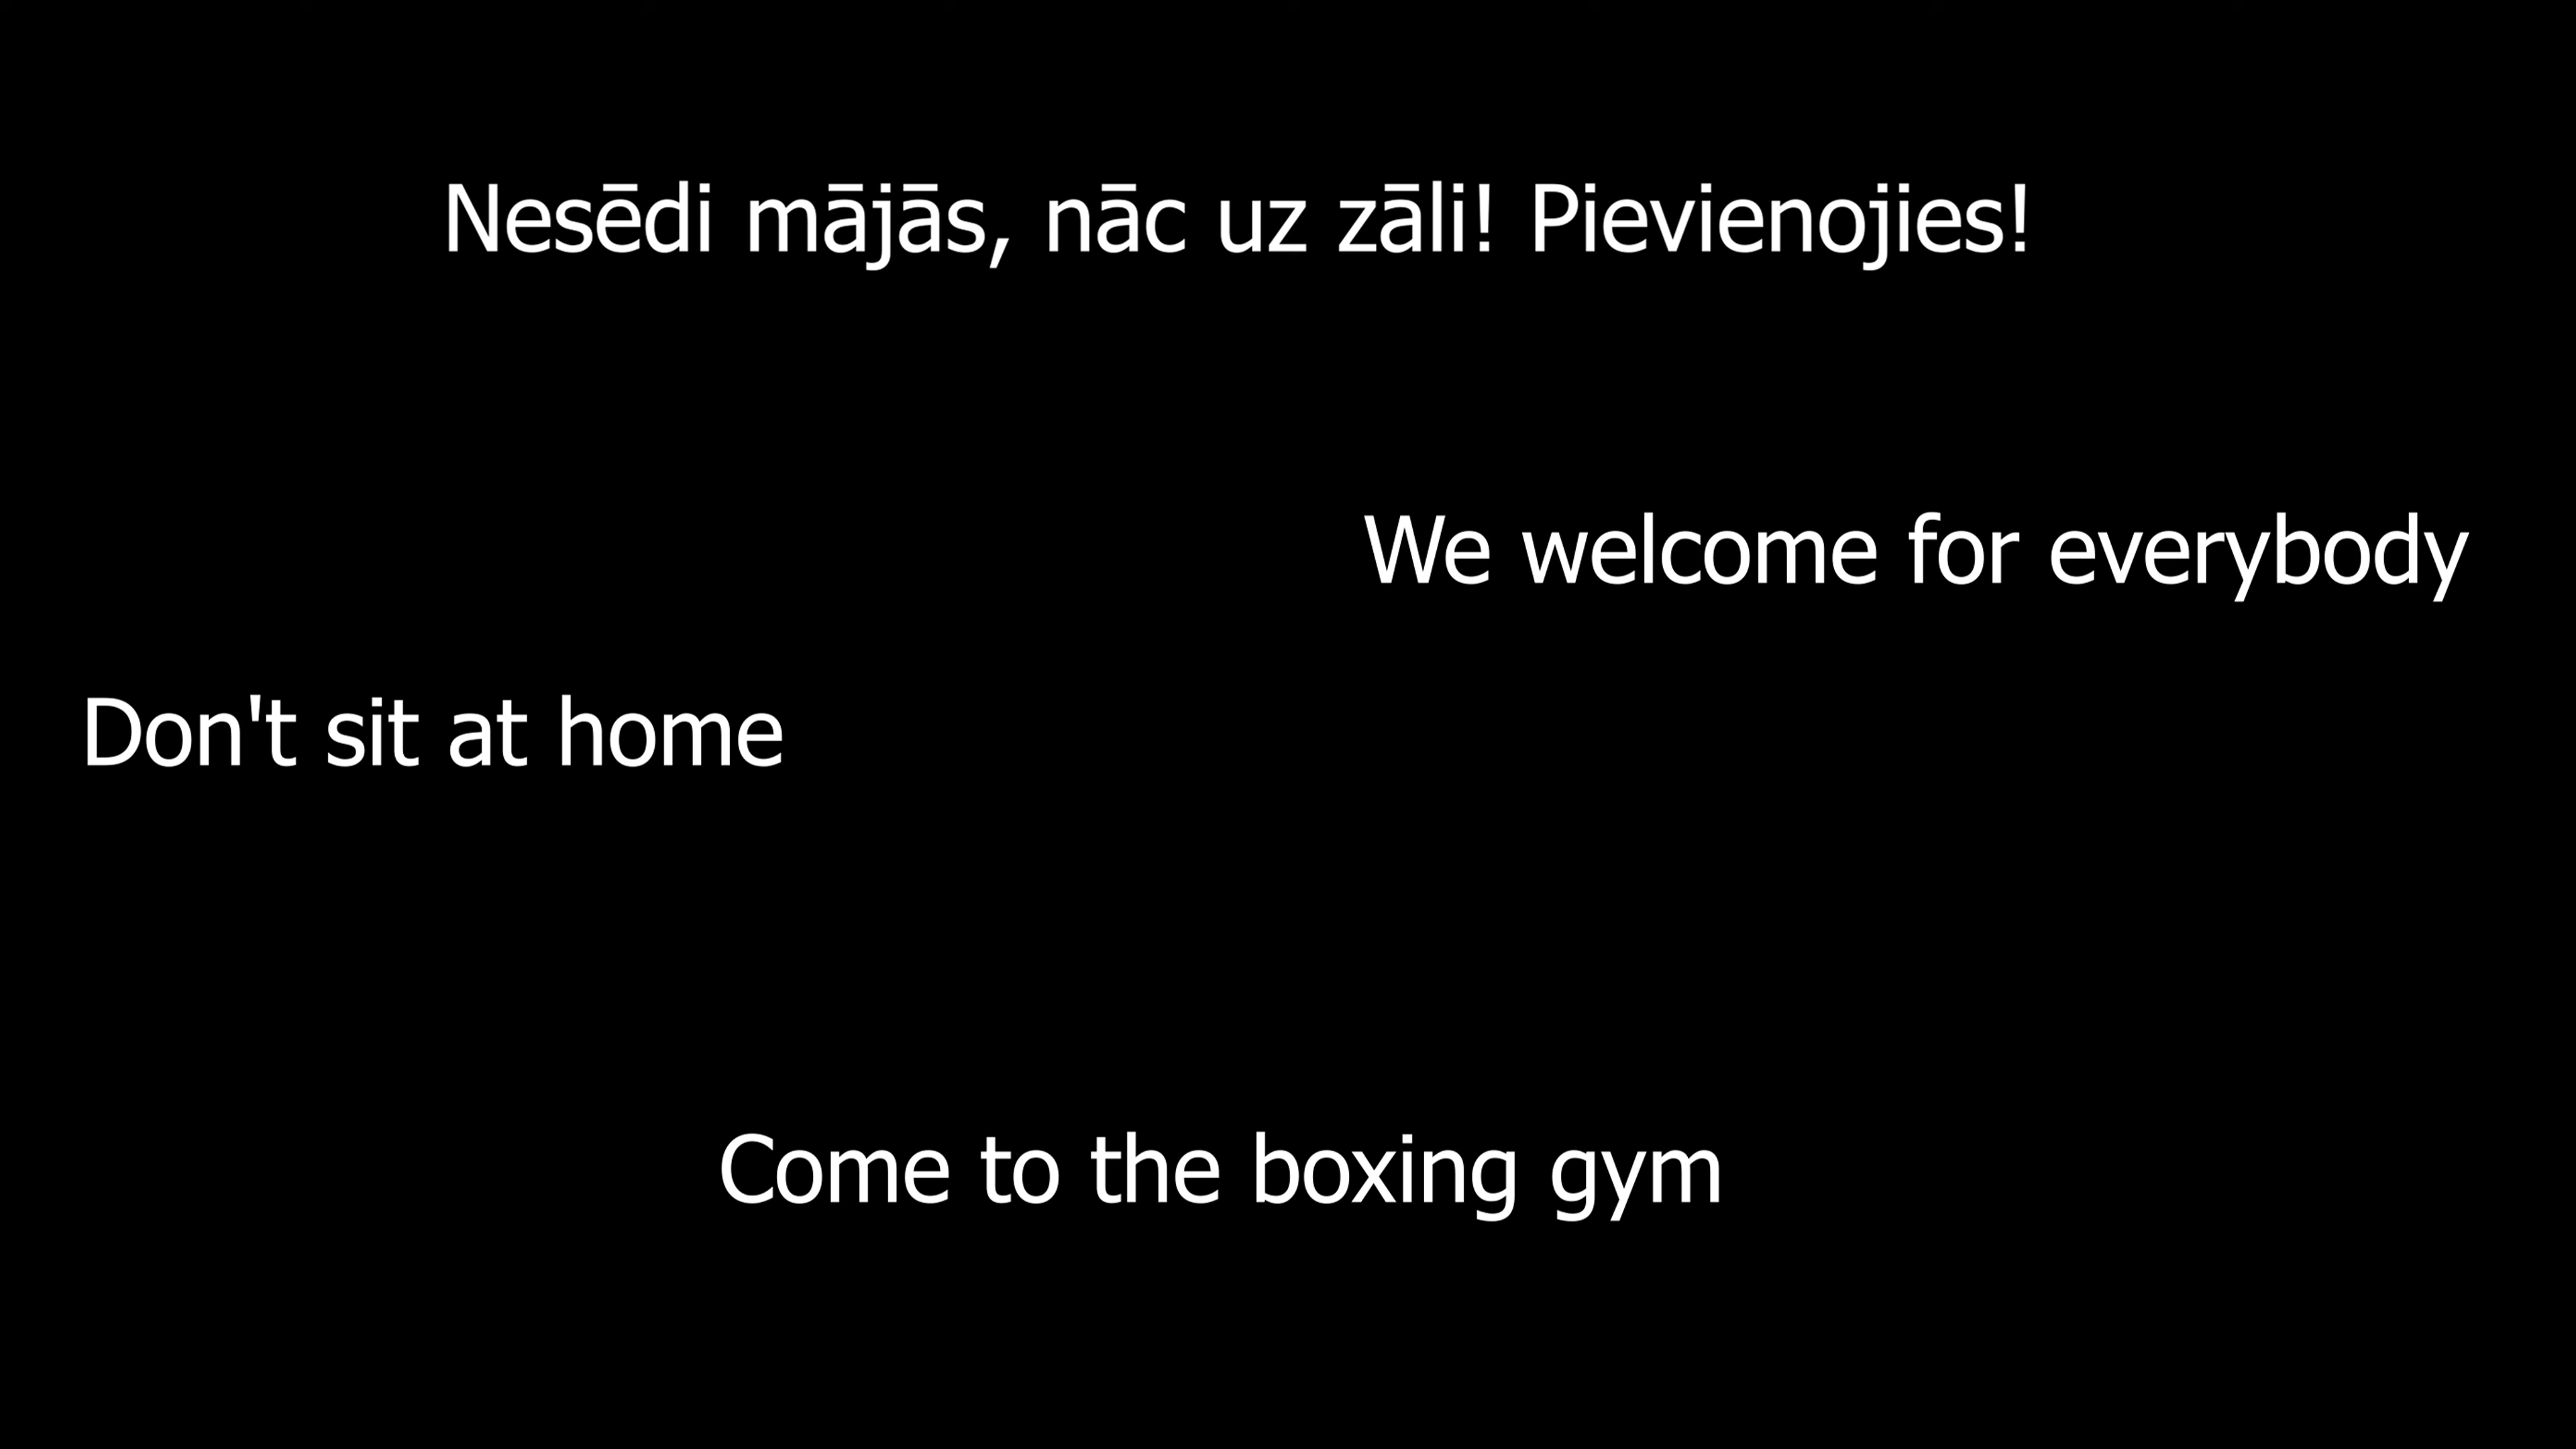 Nesēdi mājās, nāc uz zāli! Pievienojies!
We welcome for everybody
Don't sit at home
Come to the boxing gym